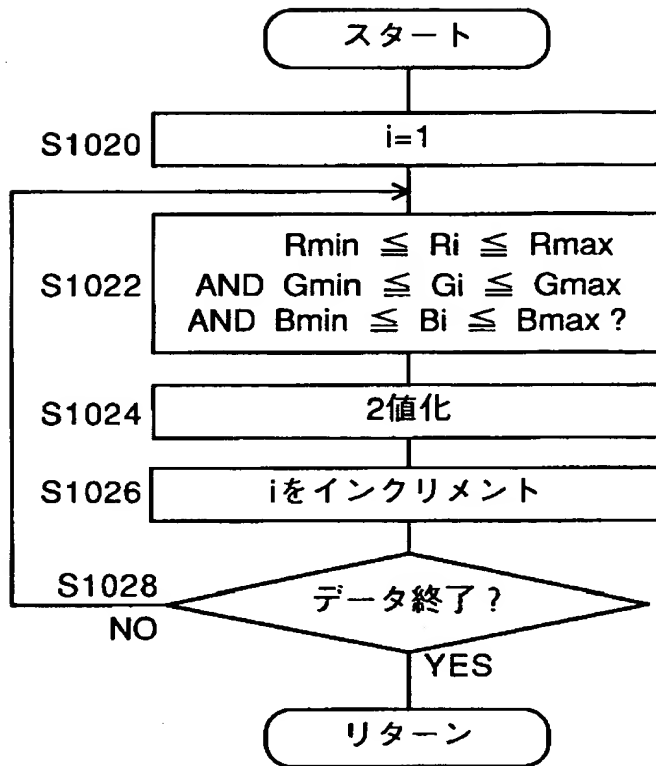 スタート
S1020
i=1
S1022
Rmin ≦ Ri ≦ Rmax
AND Gmin ≦ Gi ≦ Gmax
AND Bmin ≦ Bi ≦ Bmax ?
S1024
2値化
S1026
iをインクリメント
S1028
データ終了?
NO
YES
リターン